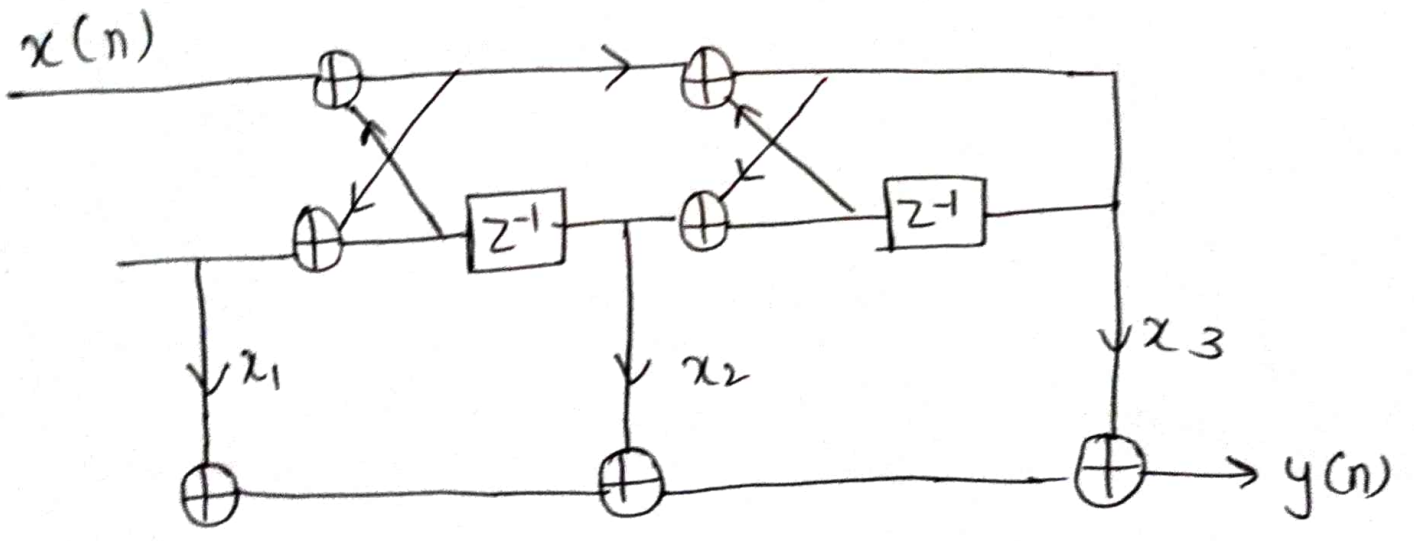 x(n)
z⁻¹
z⁻¹
x₁
x₂
x₃
y(n)